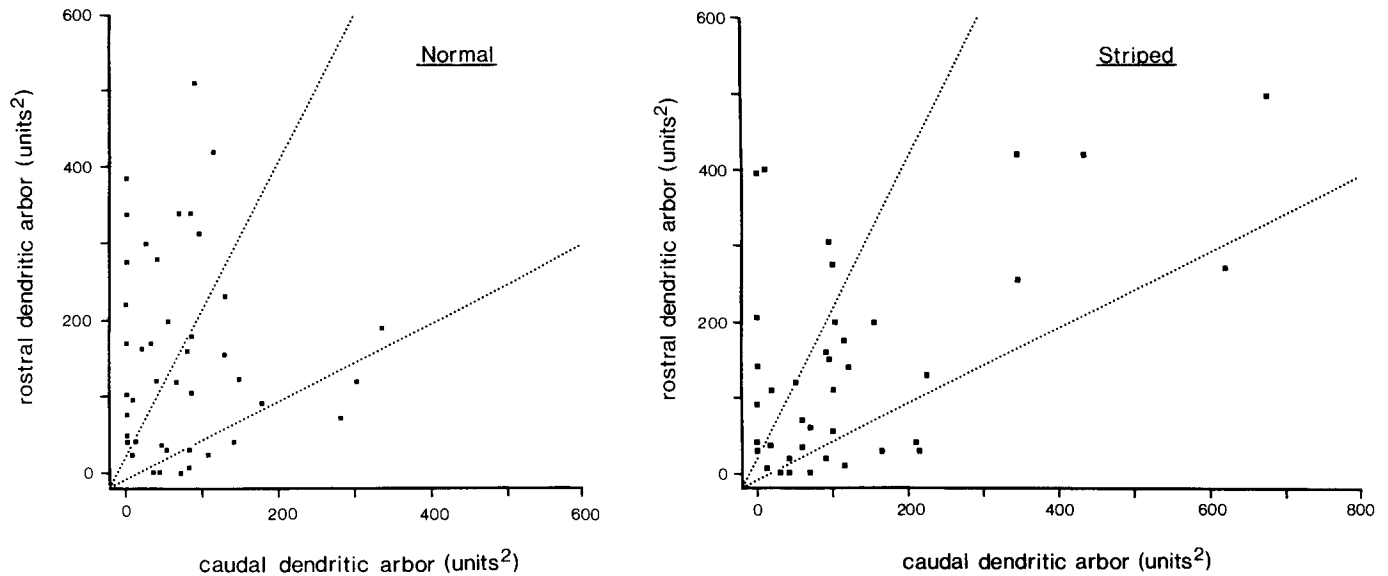 Normal
rostral dendritic arbor (units²)
600
400
200
0
0
200
400
600
caudal dendritic arbor (units²)
Striped
rostral dendritic arbor (units²)
600
400
200
0
0
200
400
600
800
caudal dendritic arbor (units²)